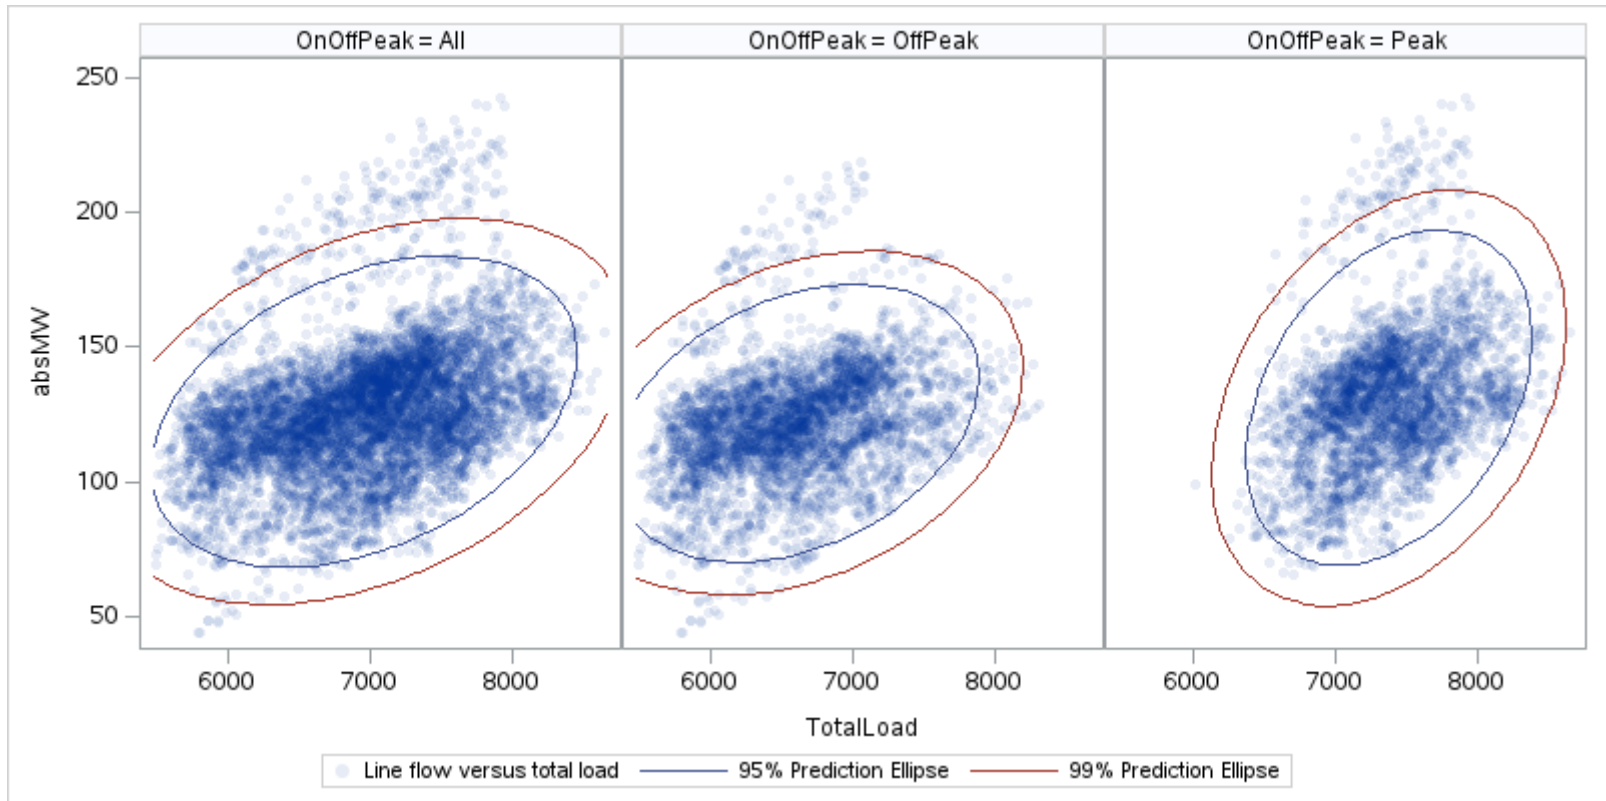 OnOffPeak = All
OnOffPeak = OffPeak
OnOffPeak = Peak
250
200
150
100
50
absMW
6000 7000 8000
6000 7000 8000
6000 7000 8000
TotalLoad
Line flow versus total load
95% Prediction Ellipse
99% Prediction Ellipse